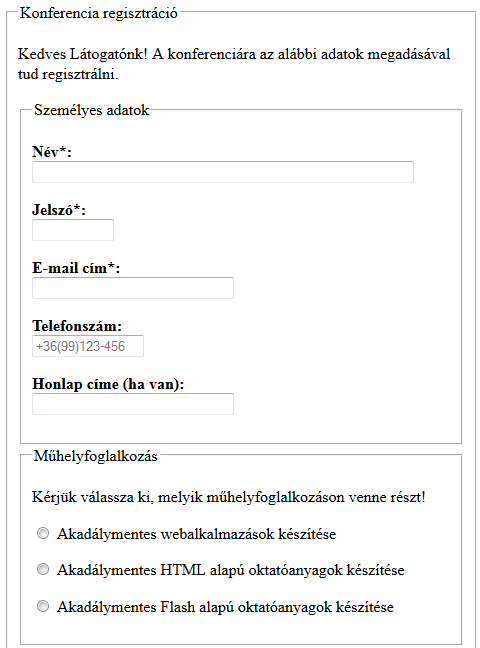 Konferencia regisztráció
Kedves Látogatónk! A konferenciára az alábbi adatok megadásával
tud regisztrálni.
Személyes adatok
Név*:
Jelszó*:
E-mail cím*:
Telefonszám:
+36(99)123-456
Honlap címe (ha van):
Műhelyfoglalkozás
Kérjük válassza ki, melyik műhelyfoglalkozáson venne részt!
Akadálymentes webalkalmazások készítése
Akadálymentes HTML alapú oktatóanyagok készítése
Akadálymentes Flash alapú oktatóanyagok készítése